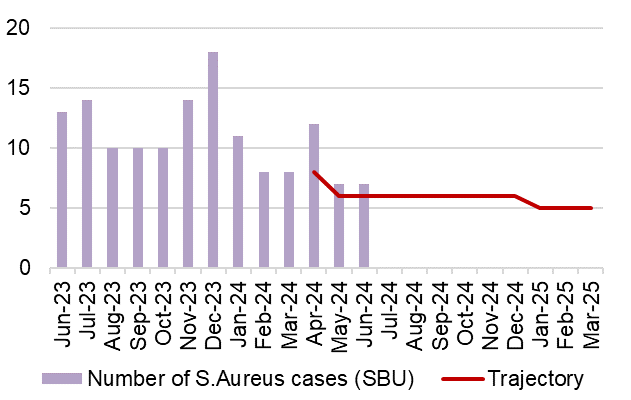 20
15
10
5
0
Jun-23
Jul-23
Aug-23
Sep-23
Oct-23
Nov-23
Dec-23
Jan-24
Feb-24
Mar-24
Apr-24
May-24
Jun-24
Jul-24
Aug-24
Sep-24
Oct-24
Nov-24
Dec-24
Jan-25
Feb-25
Mar-25
Number of S.Aureus cases (SBU)
Trajectory